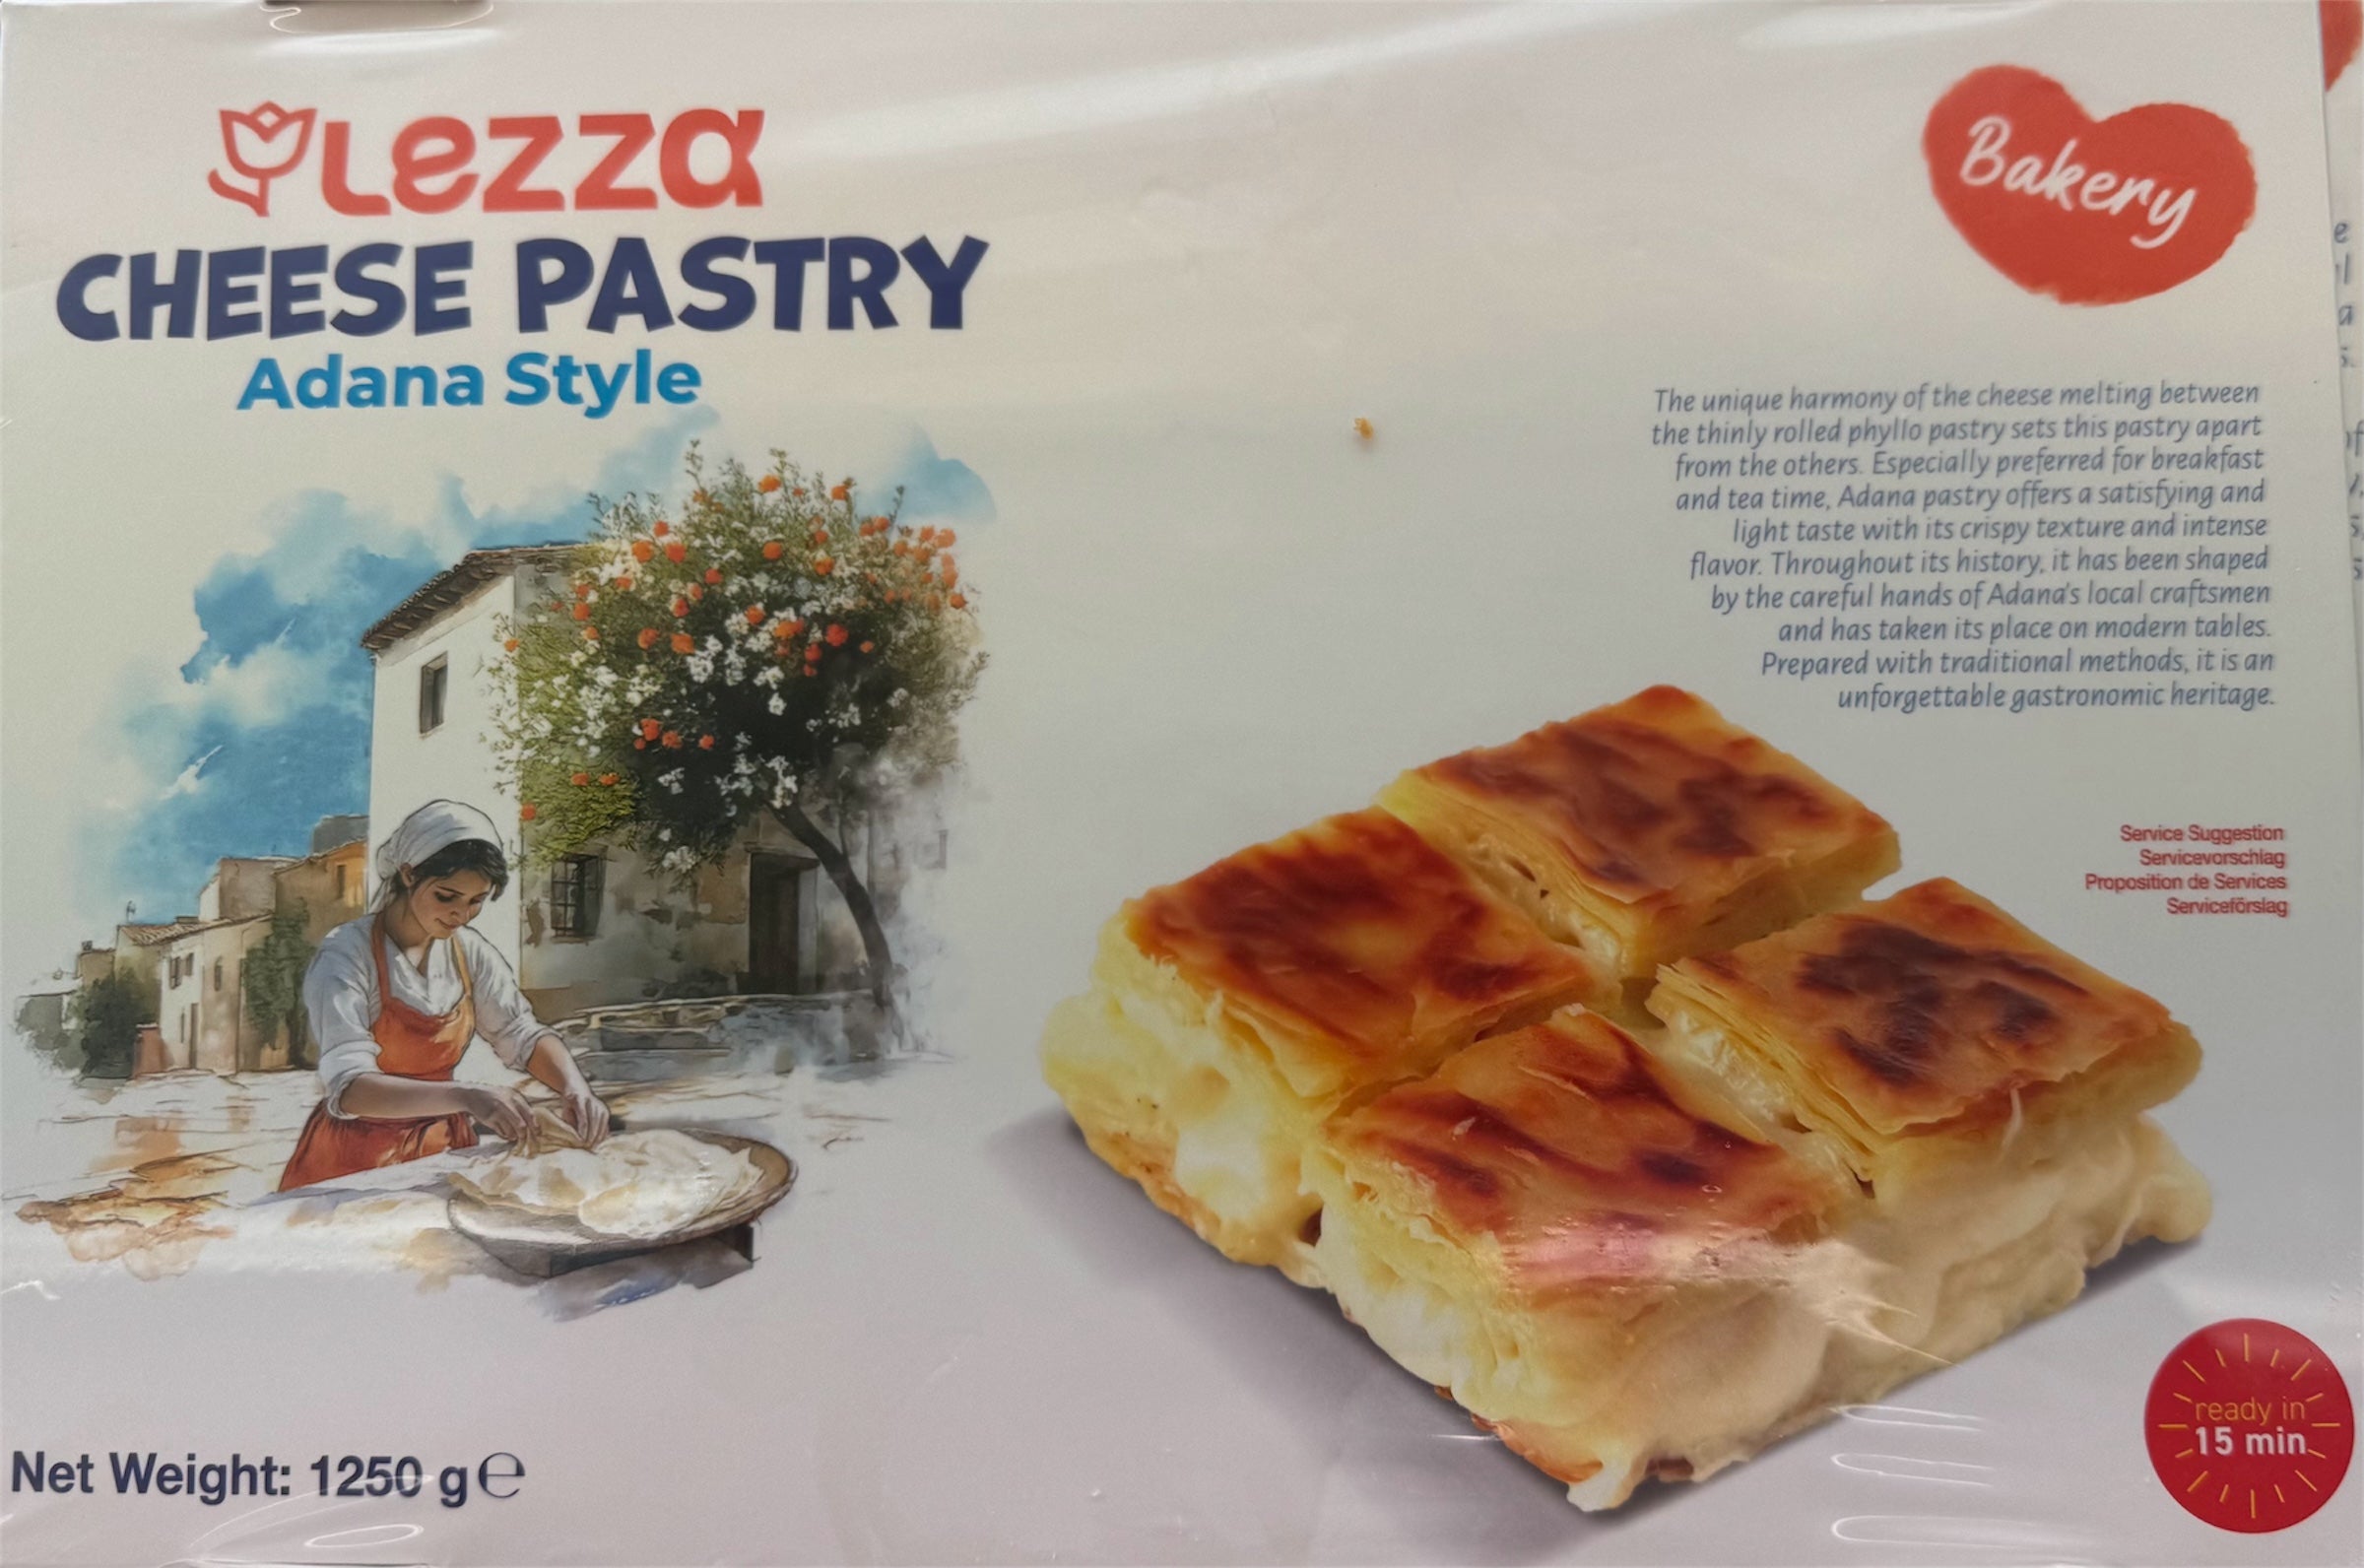 Lezza
CHEESE PASTRY
Adana Style
Bakery
The unique harmony of the cheese melting between
the thinly rolled phyllo pastry sets this pastry apart
from the others. Especially preferred for breakfast
and tea time, Adana pastry offers a satisfying and
light taste with its crispy texture and intense
flavor. Throughout its history, it has been shaped
by the careful hands of Adana's local craftsmen
and has taken its place on modern tables.
Prepared with traditional methods, it is an
unforgettable gastronomic heritage.
Service Suggestion
Servicevorschlag
Proposition de Services
Serviceförslag
Net Weight: 1250 g ℮
ready in
15 min